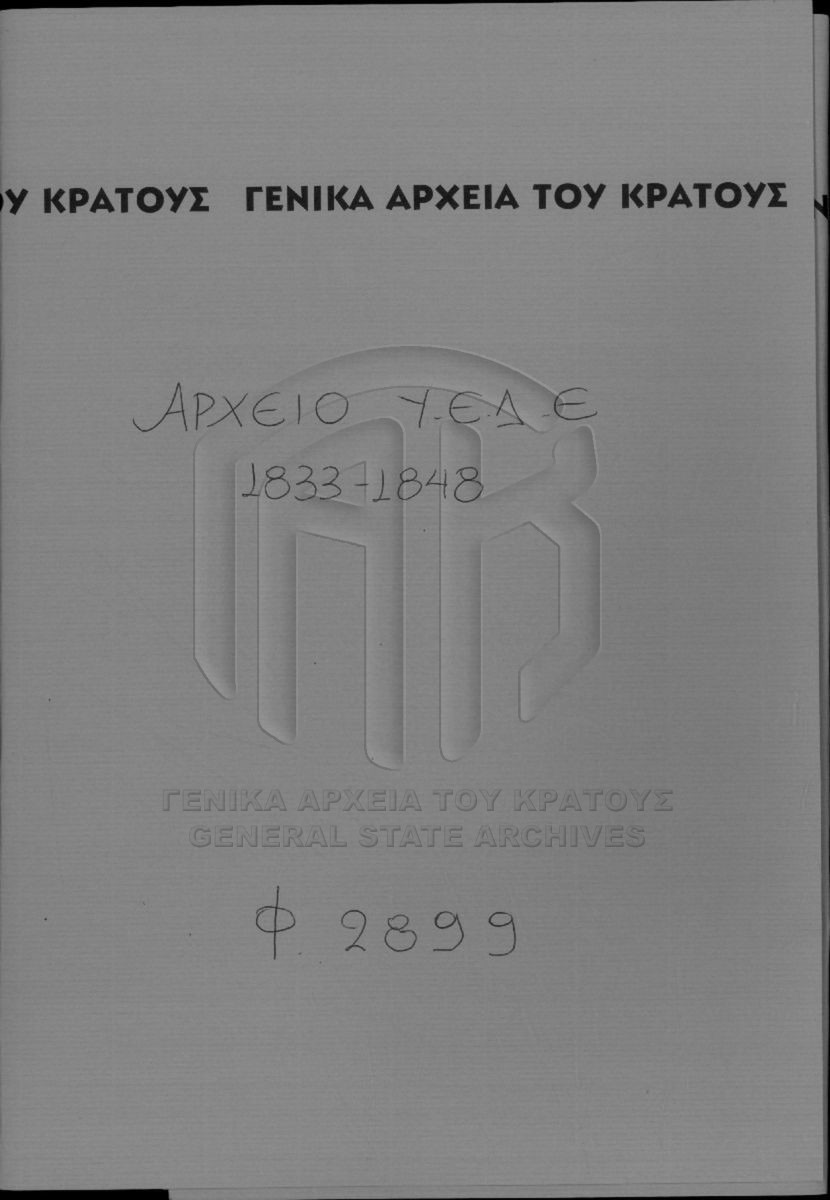 ΟΥ ΚΡΑΤΟΥΣ ΓΕΝΙΚΑ ΑΡΧΕΙΑ ΤΟΥ ΚΡΑΤΟΥΣ
ΑΡΧΕΙΟ Υ.Ε.Δ.Ε
1833-1848
ΓΕΝΙΚΑ ΑΡΧΕΙΑ ΤΟΥ ΚΡΑΤΟΥΣ
GENERAL STATE ARCHIVES
Φ. 2899